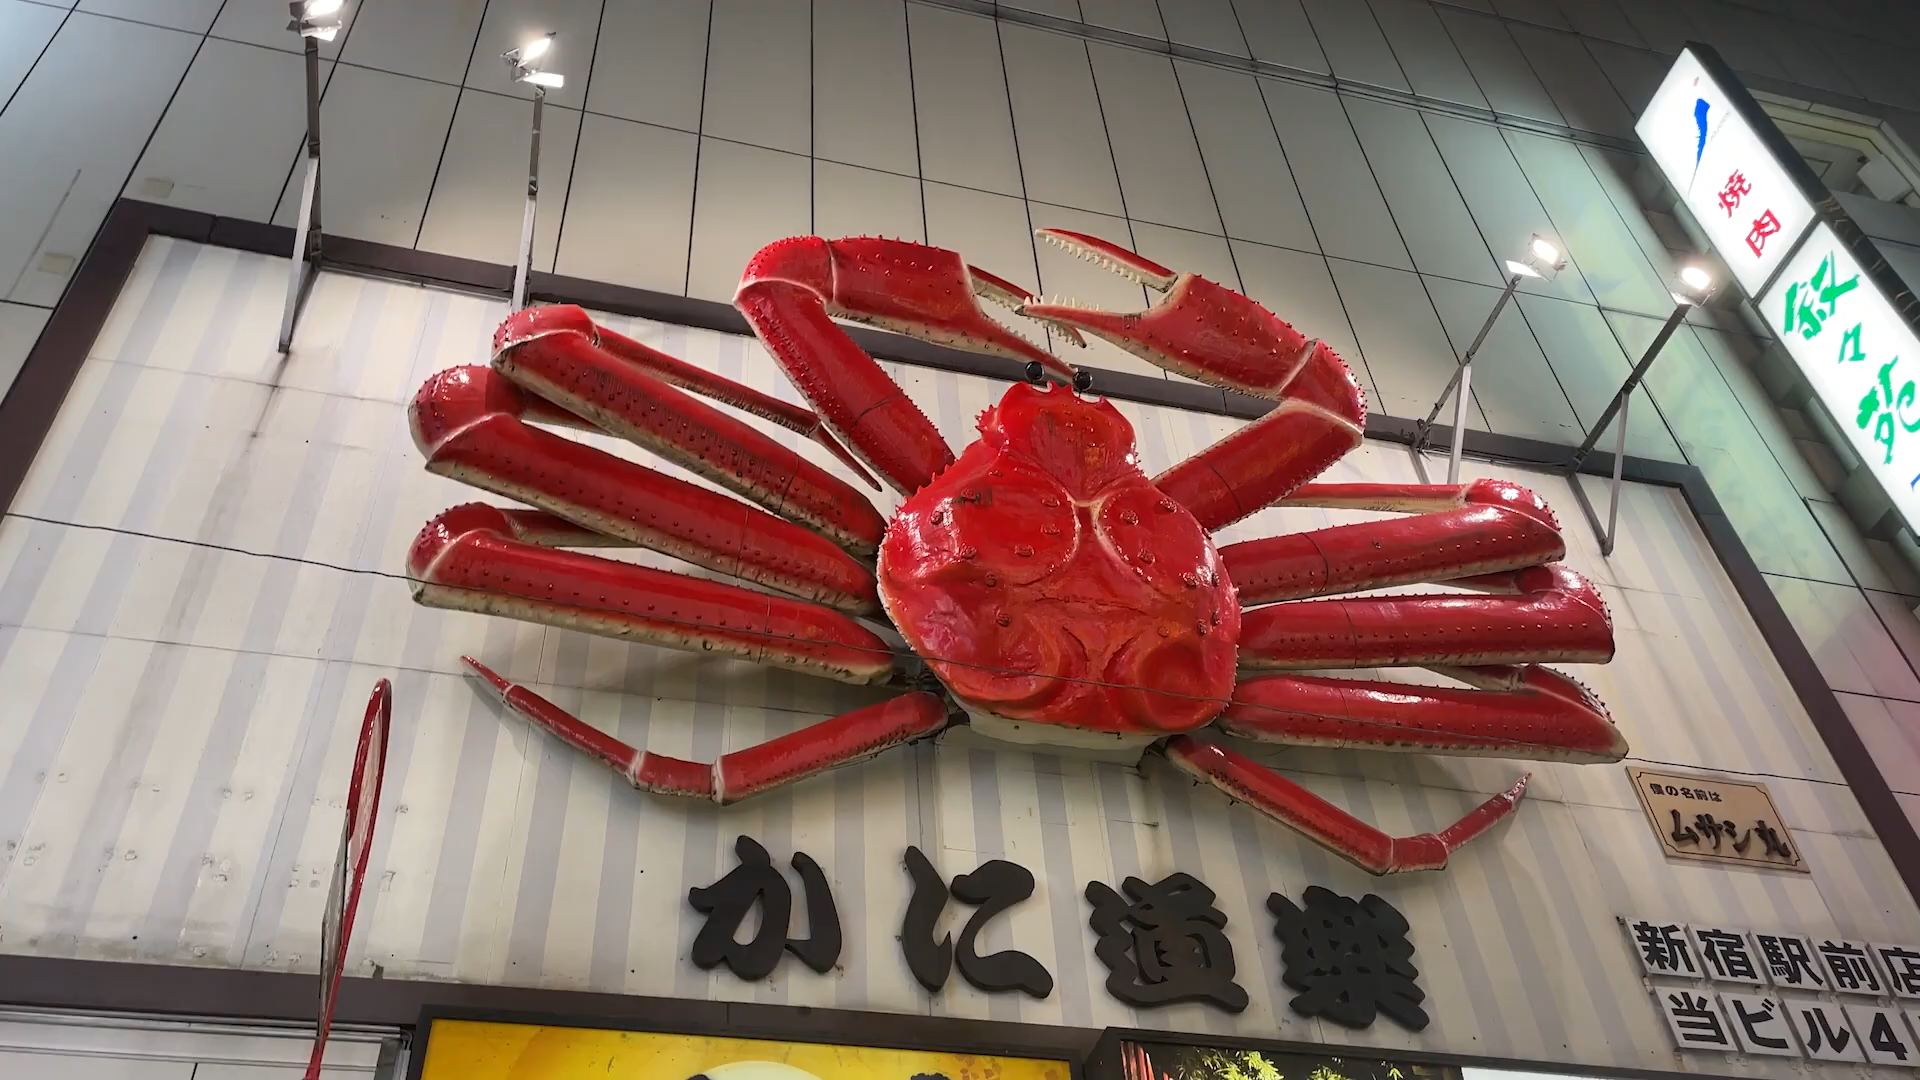 焼肉
叙々苑
かに道樂
僕の名前は
ムサシ丸
新宿駅前店
当ビル4